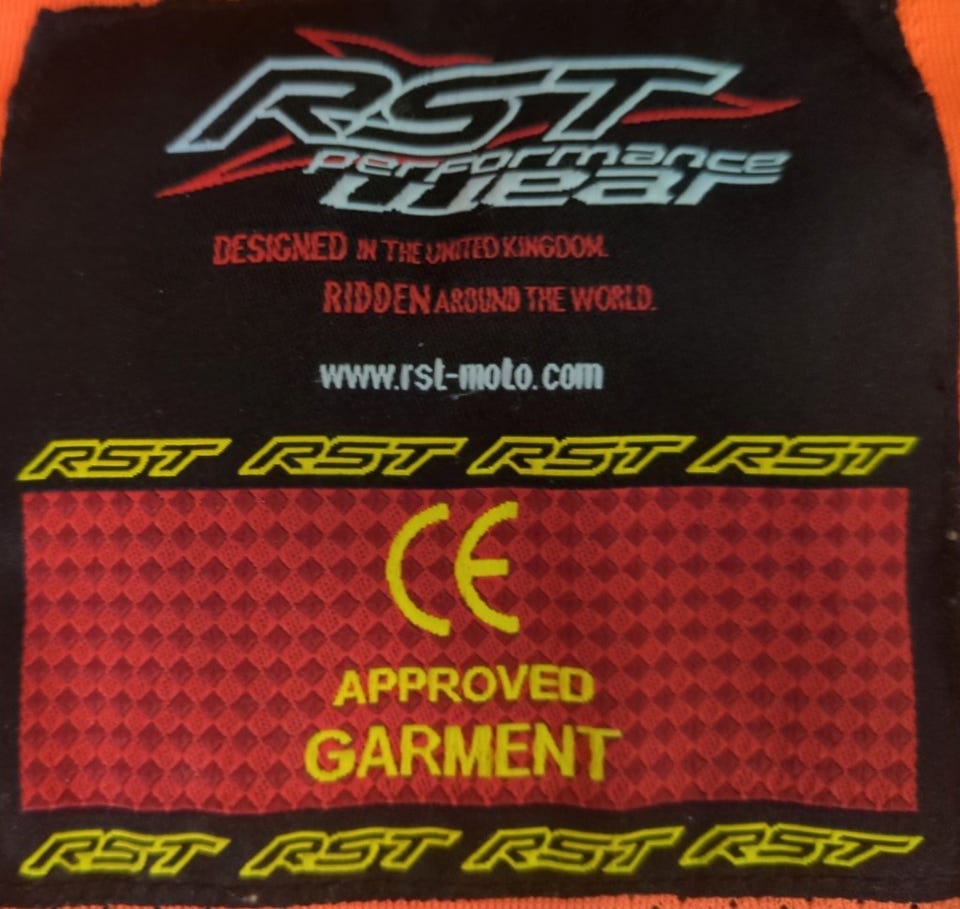 RST
performance
wear
DESIGNED IN THE UNITED KINGDOM.
RIDDEN AROUND THE WORLD.
www.rst-moto.com
RST RST RST RST
CE
APPROVED
GARMENT
RST RST RST RST